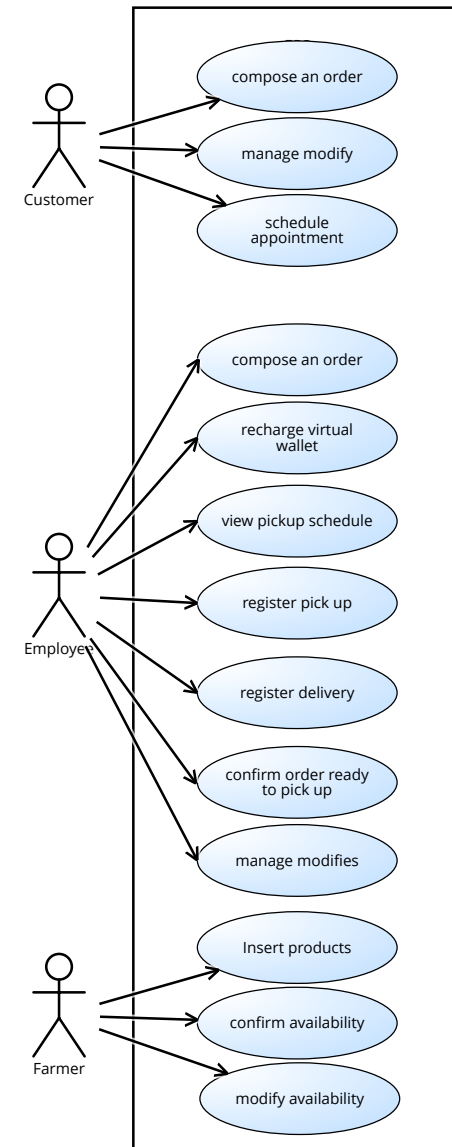 compose an order
manage modify
Customer
schedule
appointment
compose an order
recharge virtual
wallet
view pickup schedule
register pick up
Employee
register delivery
confirm order ready
to pick up
manage modifies
Insert products
confirm availability
Farmer
modify availability